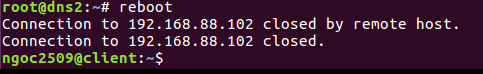 root@dns2:~# reboot
Connection to 192.168.88.102 closed by remote host.
Connection to 192.168.88.102 closed.
ngoc2509@client:~$